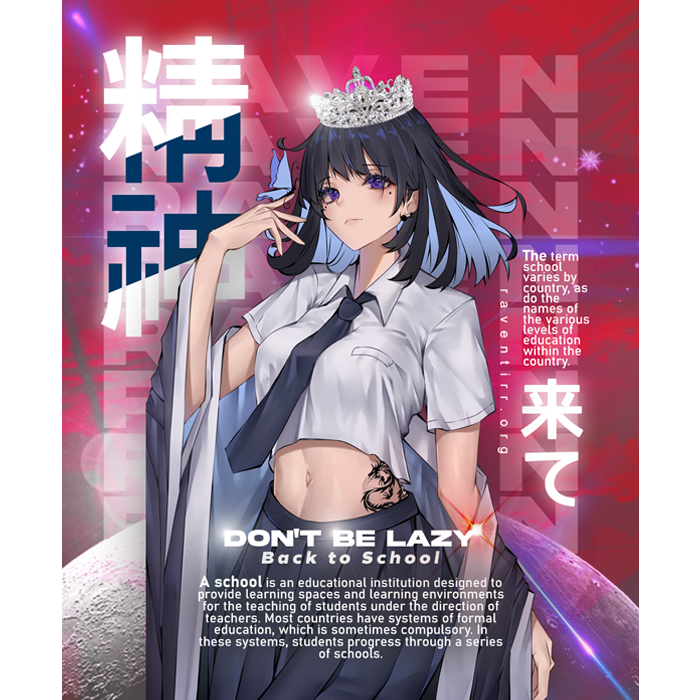 精神
RAVEN
The term
school
varies by
country, as
do the
names of
the various
levels of
education
within the
country.
raventirr.org
来て
DON'T BE LAZY
Back to School
A school is an educational institution designed to
provide learning spaces and learning environments
for the teaching of students under the direction of
teachers. Most countries have systems of formal
education, which is sometimes compulsory. In
these systems, students progress through a series
of schools.